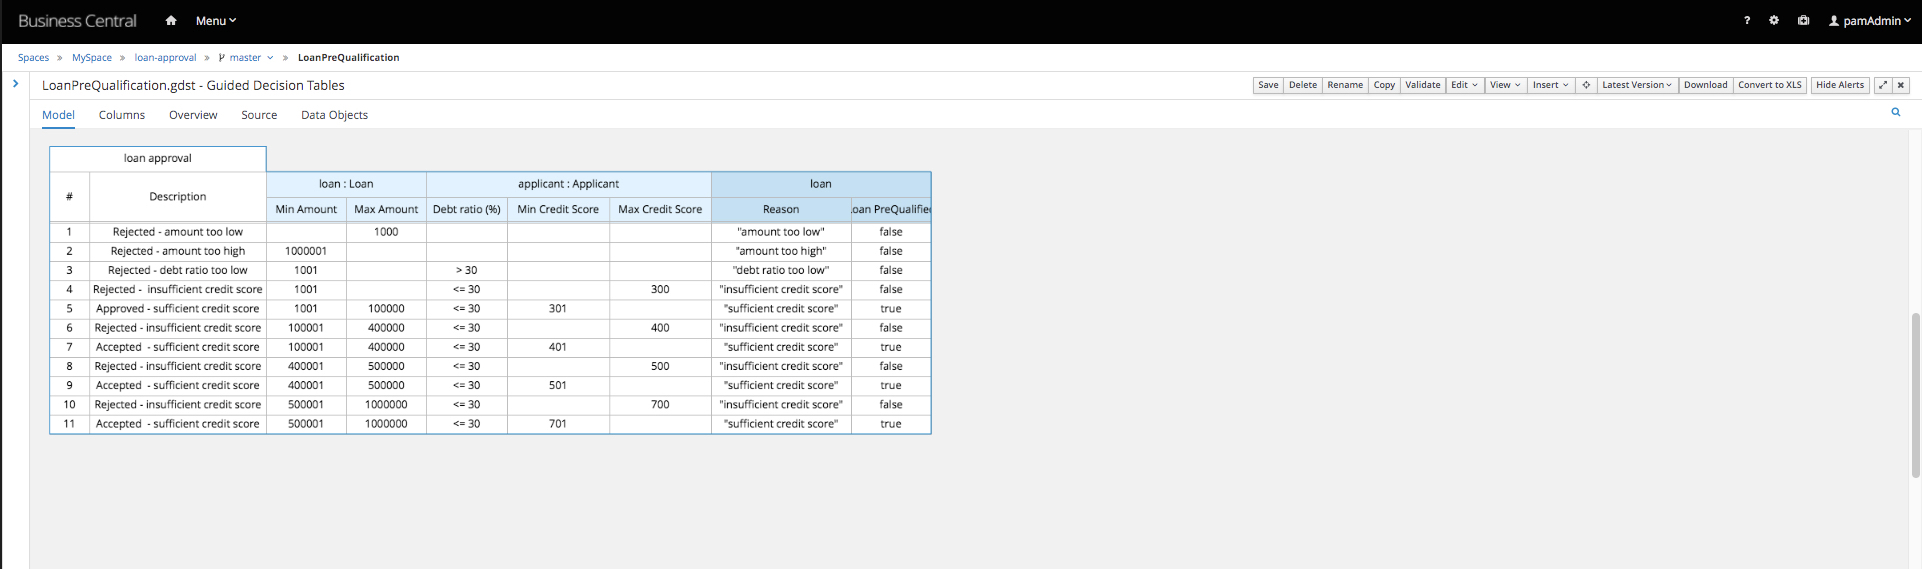 Business Central Menu ? pamAdmin
Spaces » MySpace » loan-approval » master » LoanPreQualification
LoanPreQualification.gdst - Guided Decision Tables Save Delete Rename Copy Validate Edit View Insert Latest Version Download Convert to XLS Hide Alerts
Model Columns Overview Source Data Objects
loan approval
# Description loan : Loan applicant : Applicant loan
Min Amount Max Amount Debt ratio (%) Min Credit Score Max Credit Score Reason oan PreQualifie
1 Rejected - amount too low 1000 "amount too low" false
2 Rejected - amount too high 1000001 "amount too high" false
3 Rejected - debt ratio too low 1001 > 30 "debt ratio too low" false
4 Rejected -  insufficient credit score 1001 <= 30 300 "insufficient credit score" false
5 Approved - sufficient credit score 1001 100000 <= 30 301 "sufficient credit score" true
6 Rejected - insufficient credit score 100001 400000 <= 30 400 "insufficient credit score" false
7 Accepted  - sufficient credit score 100001 400000 <= 30 401 "sufficient credit score" true
8 Rejected - insufficient credit score 400001 500000 <= 30 500 "insufficient credit score" false
9 Accepted  - sufficient credit score 400001 500000 <= 30 501 "sufficient credit score" true
10 Rejected - insufficient credit score 500001 1000000 <= 30 700 "insufficient credit score" false
11 Accepted  - sufficient credit score 500001 1000000 <= 30 701 "sufficient credit score" true